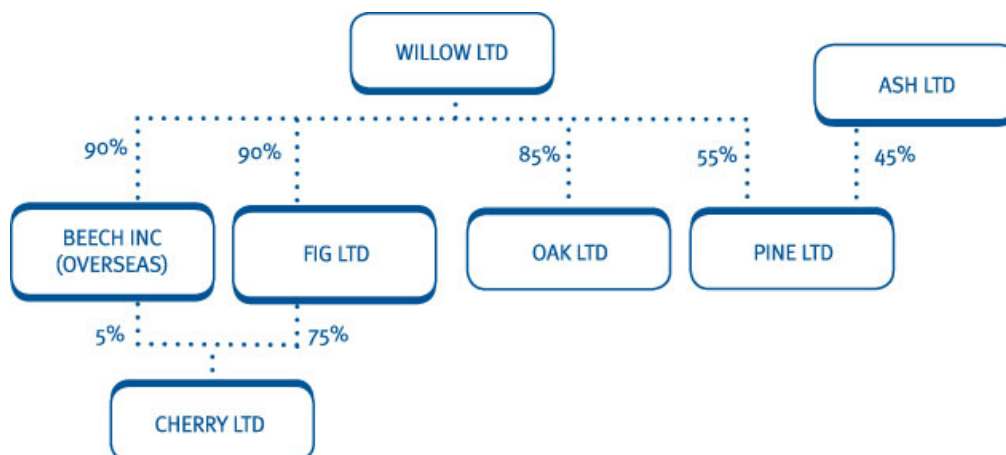 WILLOW LTD
ASH LTD
90%
90%
85%
55%
45%
BEECH INC
(OVERSEAS)
FIG LTD
OAK LTD
PINE LTD
5%
75%
CHERRY LTD